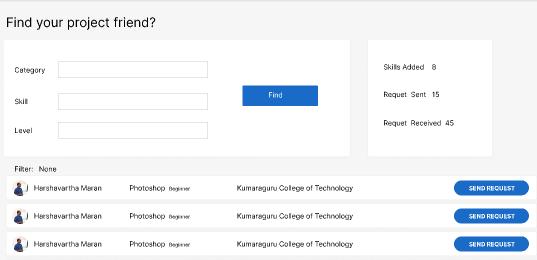 Find your project friend?
Category
Skill
Level
Find
Skills Added 8
Requet Sent 15
Requet Received 45
Filter: None
Harshavartha Maran Photoshop Beginner Kumaraguru College of Technology SEND REQUEST
Harshavartha Maran Photoshop Beginner Kumaraguru College of Technology SEND REQUEST
Harshavartha Maran Photoshop Beginner Kumaraguru College of Technology SEND REQUEST